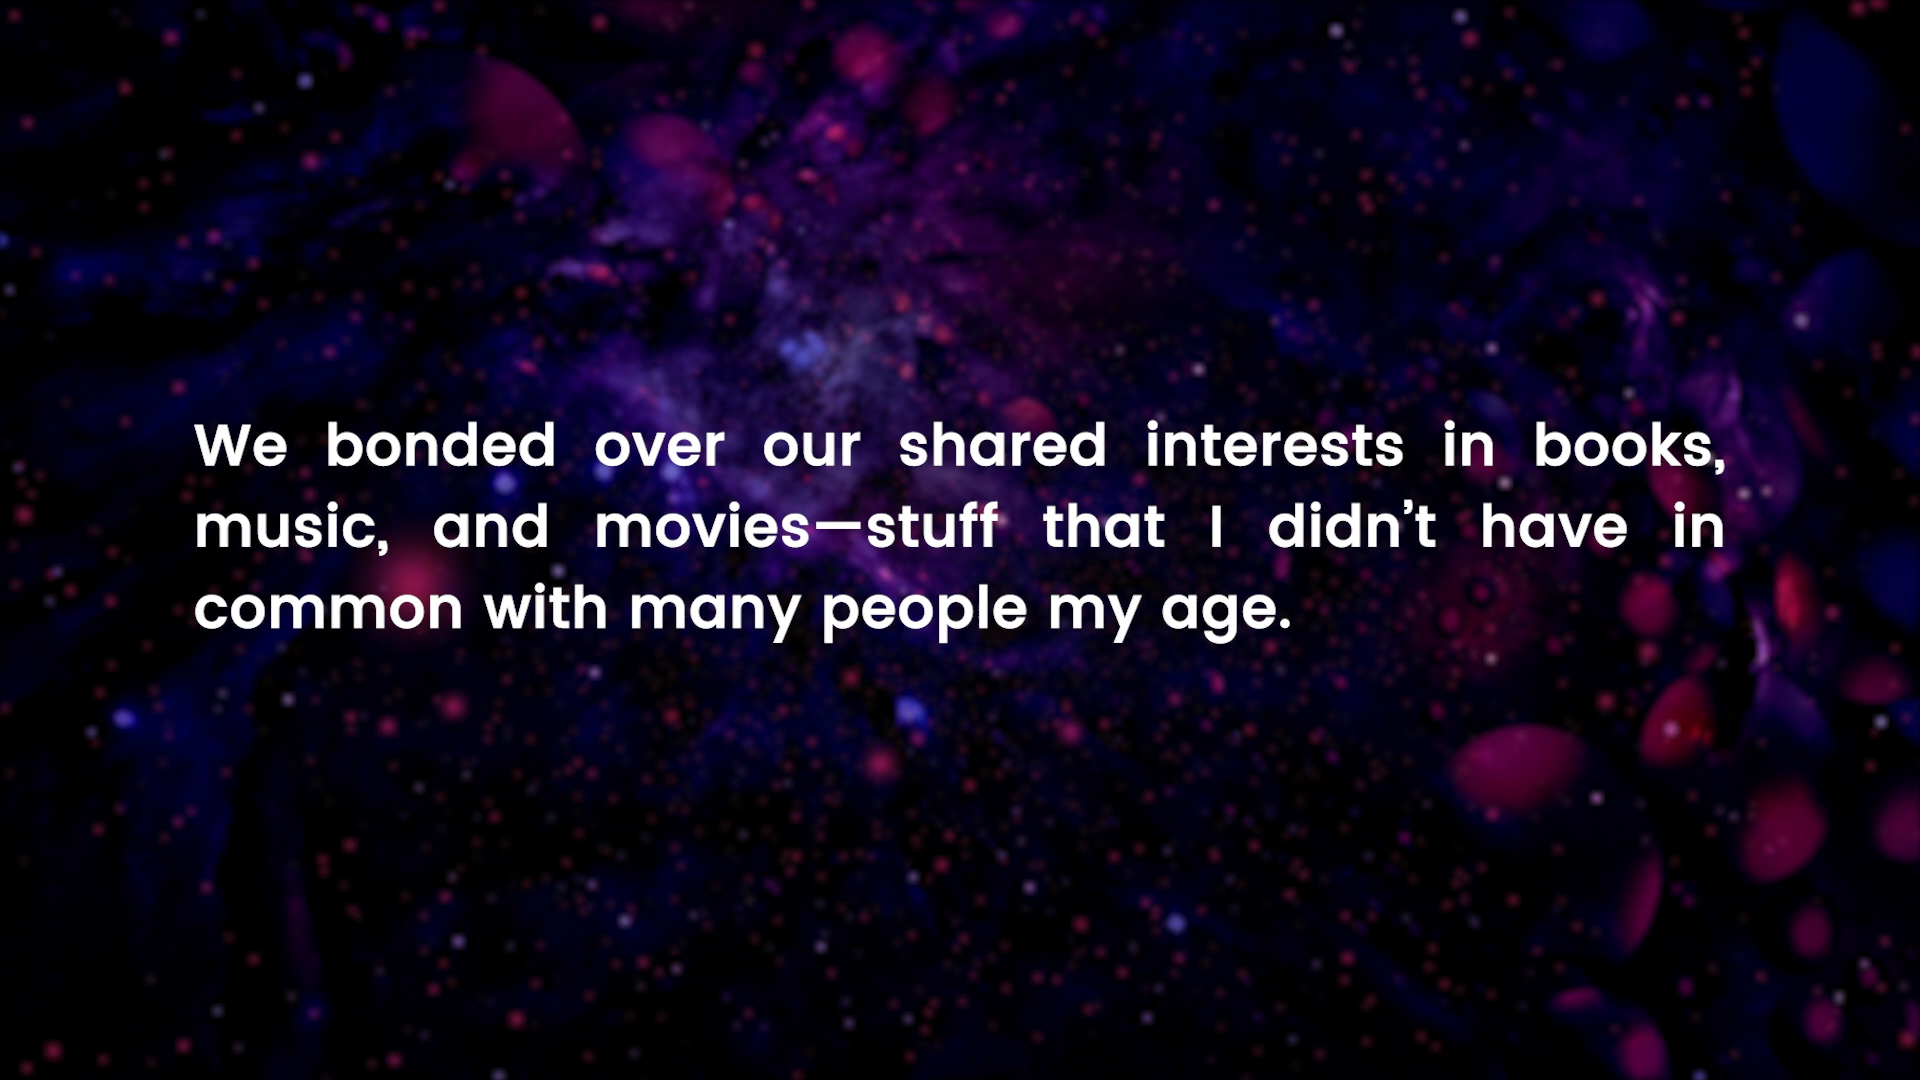 We bonded over our shared interests in books,
music, and movies—stuff that I didn’t have in
common with many people my age.